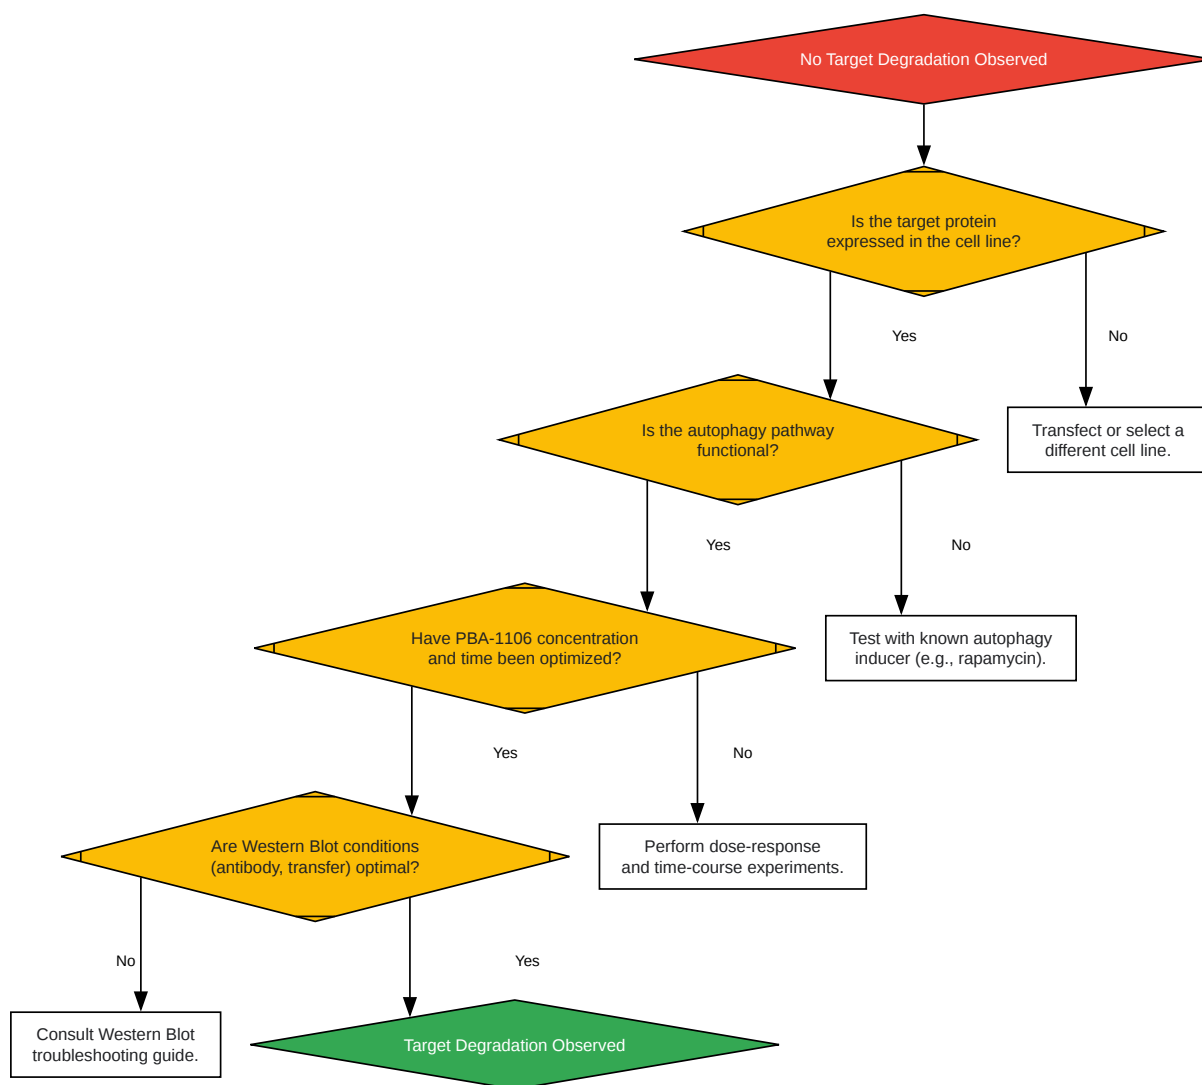 No Target Degradation Observed
Is the target protein
expressed in the cell line?
Yes
No
Transfect or select a
different cell line.
Is the autophagy pathway
functional?
Yes
No
Test with known autophagy
inducer (e.g., rapamycin).
Have PBA-1106 concentration
and time been optimized?
Yes
No
Perform dose-response
and time-course experiments.
Are Western Blot conditions
(antibody, transfer) optimal?
No
Yes
Consult Western Blot
troubleshooting guide.
Target Degradation Observed